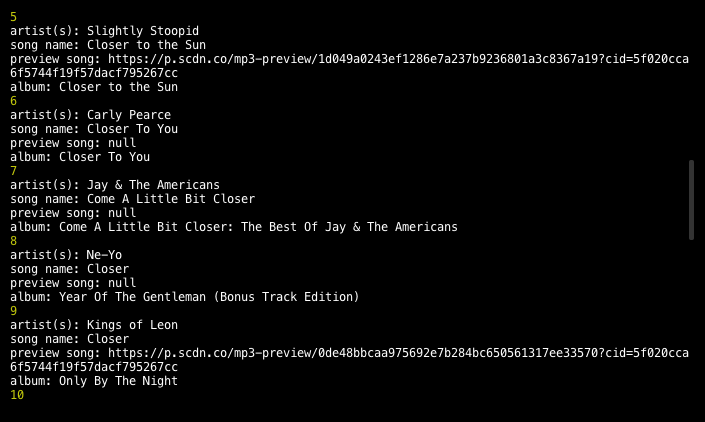 5
artist(s): Slightly Stoopid
song name: Closer to the Sun
preview song: https://p.scdn.co/mp3-preview/1d049a0243ef1286e7a237b9236801a3c8367a19?cid=5f020cca
6f5744f19f57dacf795267cc
album: Closer to the Sun
6
artist(s): Carly Pearce
song name: Closer To You
preview song: null
album: Closer To You
7
artist(s): Jay & The Americans
song name: Come A Little Bit Closer
preview song: null
album: Come A Little Bit Closer: The Best Of Jay & The Americans
8
artist(s): Ne-Yo
song name: Closer
preview song: null
album: Year Of The Gentleman (Bonus Track Edition)
9
artist(s): Kings of Leon
song name: Closer
preview song: https://p.scdn.co/mp3-preview/0de48bbcaa975692e7b284bc650561317ee33570?cid=5f020cca
6f5744f19f57dacf795267cc
album: Only By The Night
10